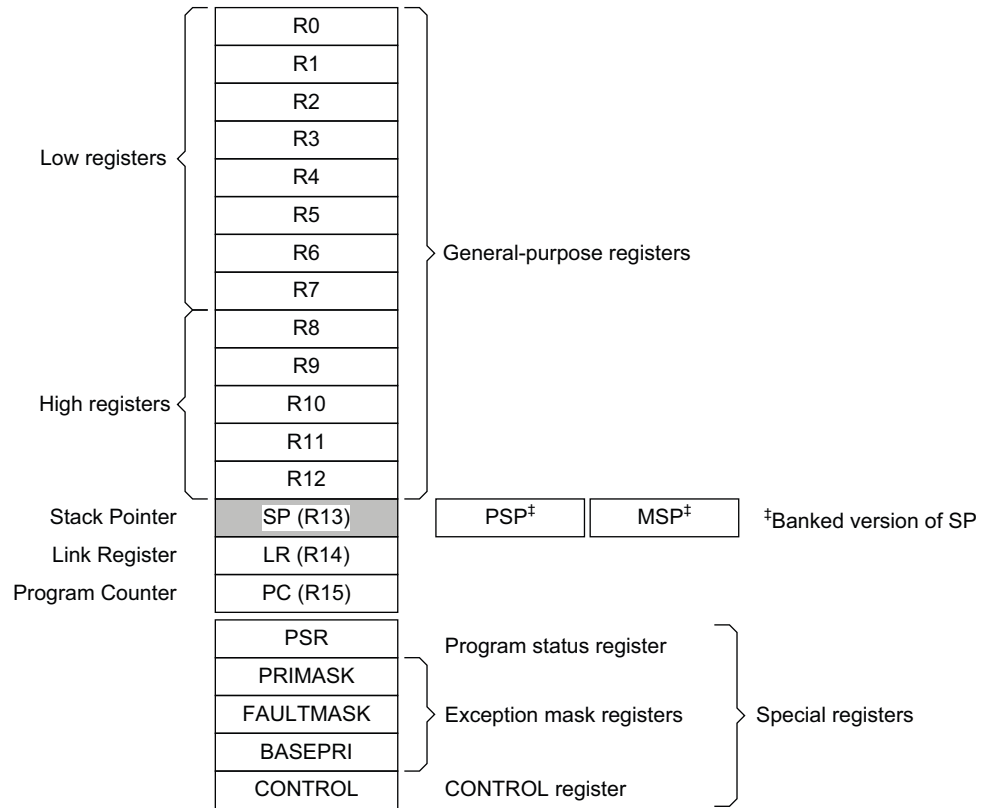 R0
R1
R2
R3
Low registers
R4
R5
R6
General-purpose registers
R7
R8
R9
High registers
R10
R11
R12
Stack Pointer SP (R13) PSP‡ MSP‡ ‡Banked version of SP
Link Register LR (R14)
Program Counter PC (R15)
PSR Program status register
PRIMASK
FAULTMASK Exception mask registers Special registers
BASEPRI
CONTROL CONTROL register